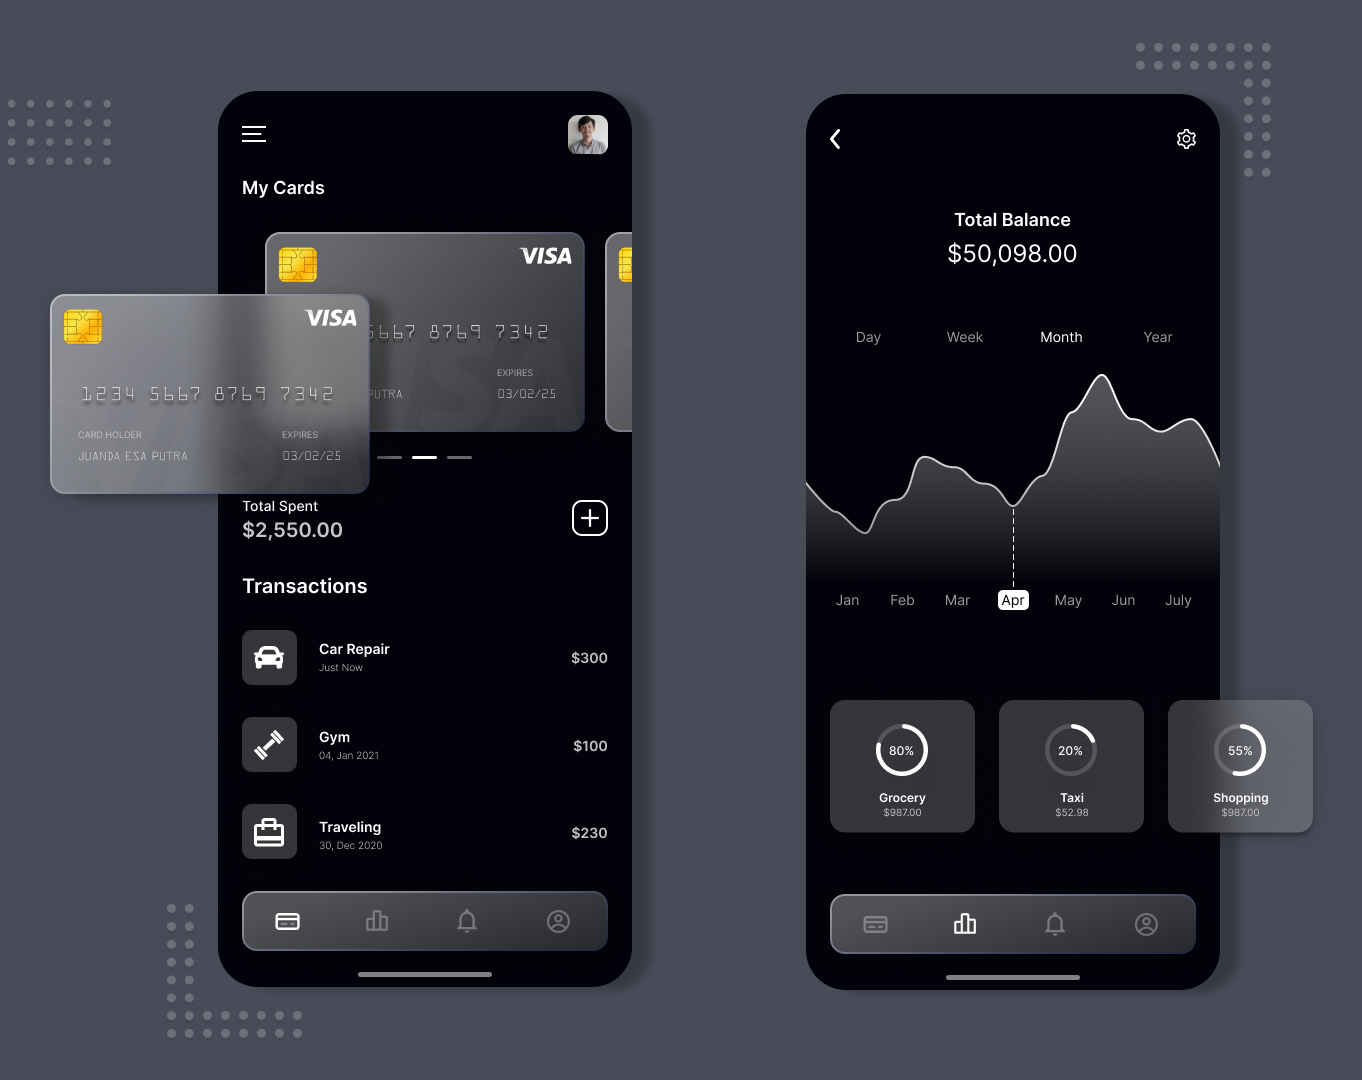 My Cards
VISA
5667 8769 7342
EXPIRES
PUTRA
03/02/25
VISA
1234 5667 8769 7342
CARD HOLDER
EXPIRES
JUANDA ESA PUTRA
03/02/25
Total Spent
$2,550.00
Transactions
Car Repair
Just Now
$300
Gym
04, Jan 2021
$100
Traveling
30, Dec 2020
$230
Total Balance
$50,098.00
Day Week Month Year
Jan Feb Mar Apr May Jun July
80%
Grocery
$987.00
20%
Taxi
$52.98
55%
Shopping
$987.00